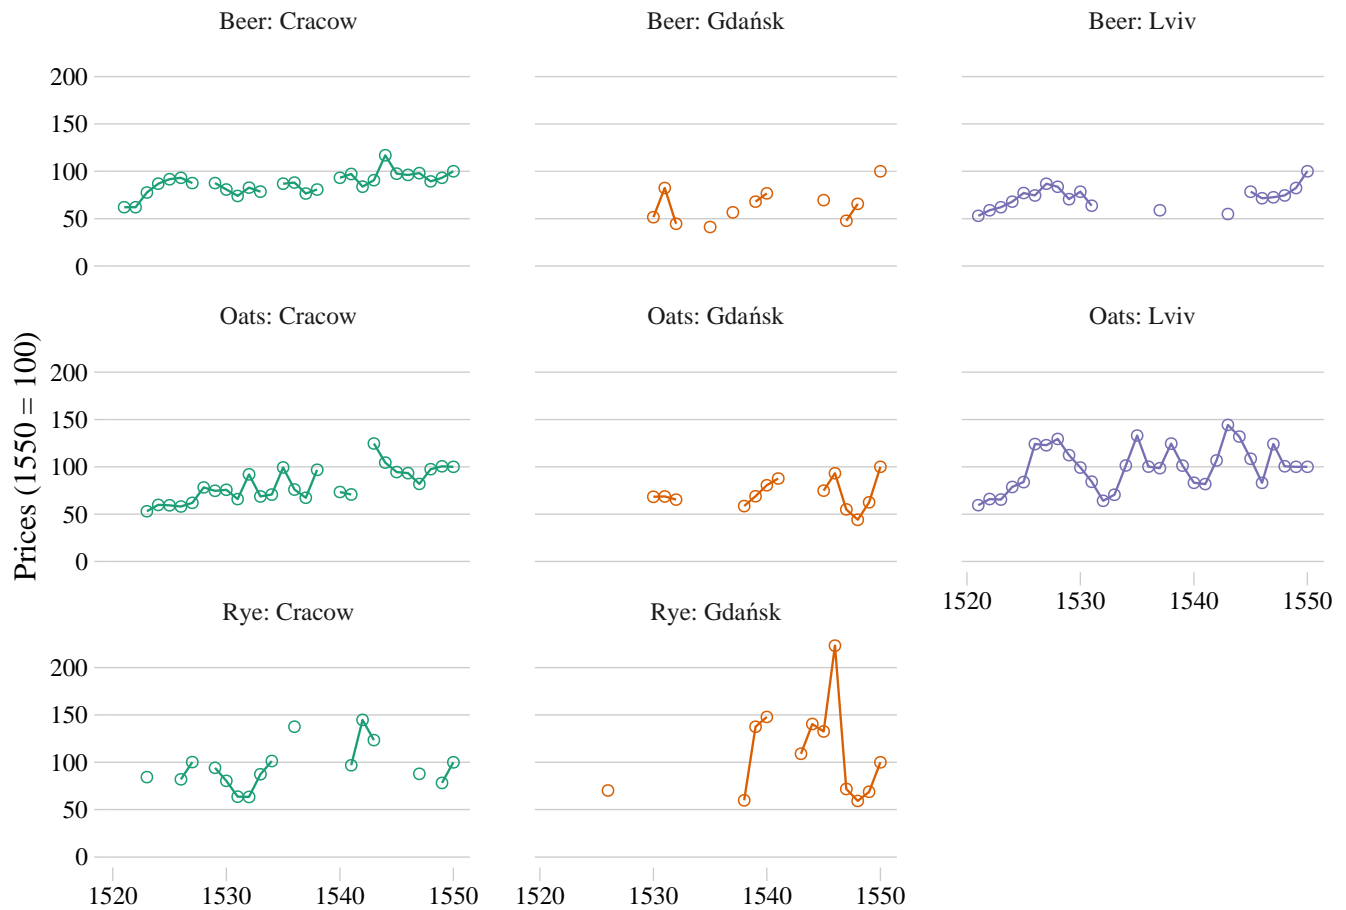 Beer: Cracow Beer: Gdańsk Beer: Lviv
200
150
100
50
0
Oats: Cracow Oats: Gdańsk Oats: Lviv
Prices (1550 = 100)
200
150
100
50
0
1520 1530 1540 1550
Rye: Cracow Rye: Gdańsk
200
150
100
50
0
1520 1530 1540 1550 1520 1530 1540 1550